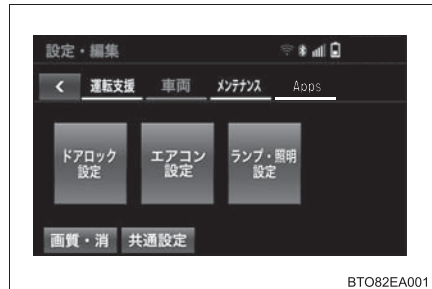 設定・編集
運転支援 車両 メンテナンス Apps
ドアロック
設定
エアコン
設定
ランプ・照明
設定
画質・消 共通設定
BTO82EA001